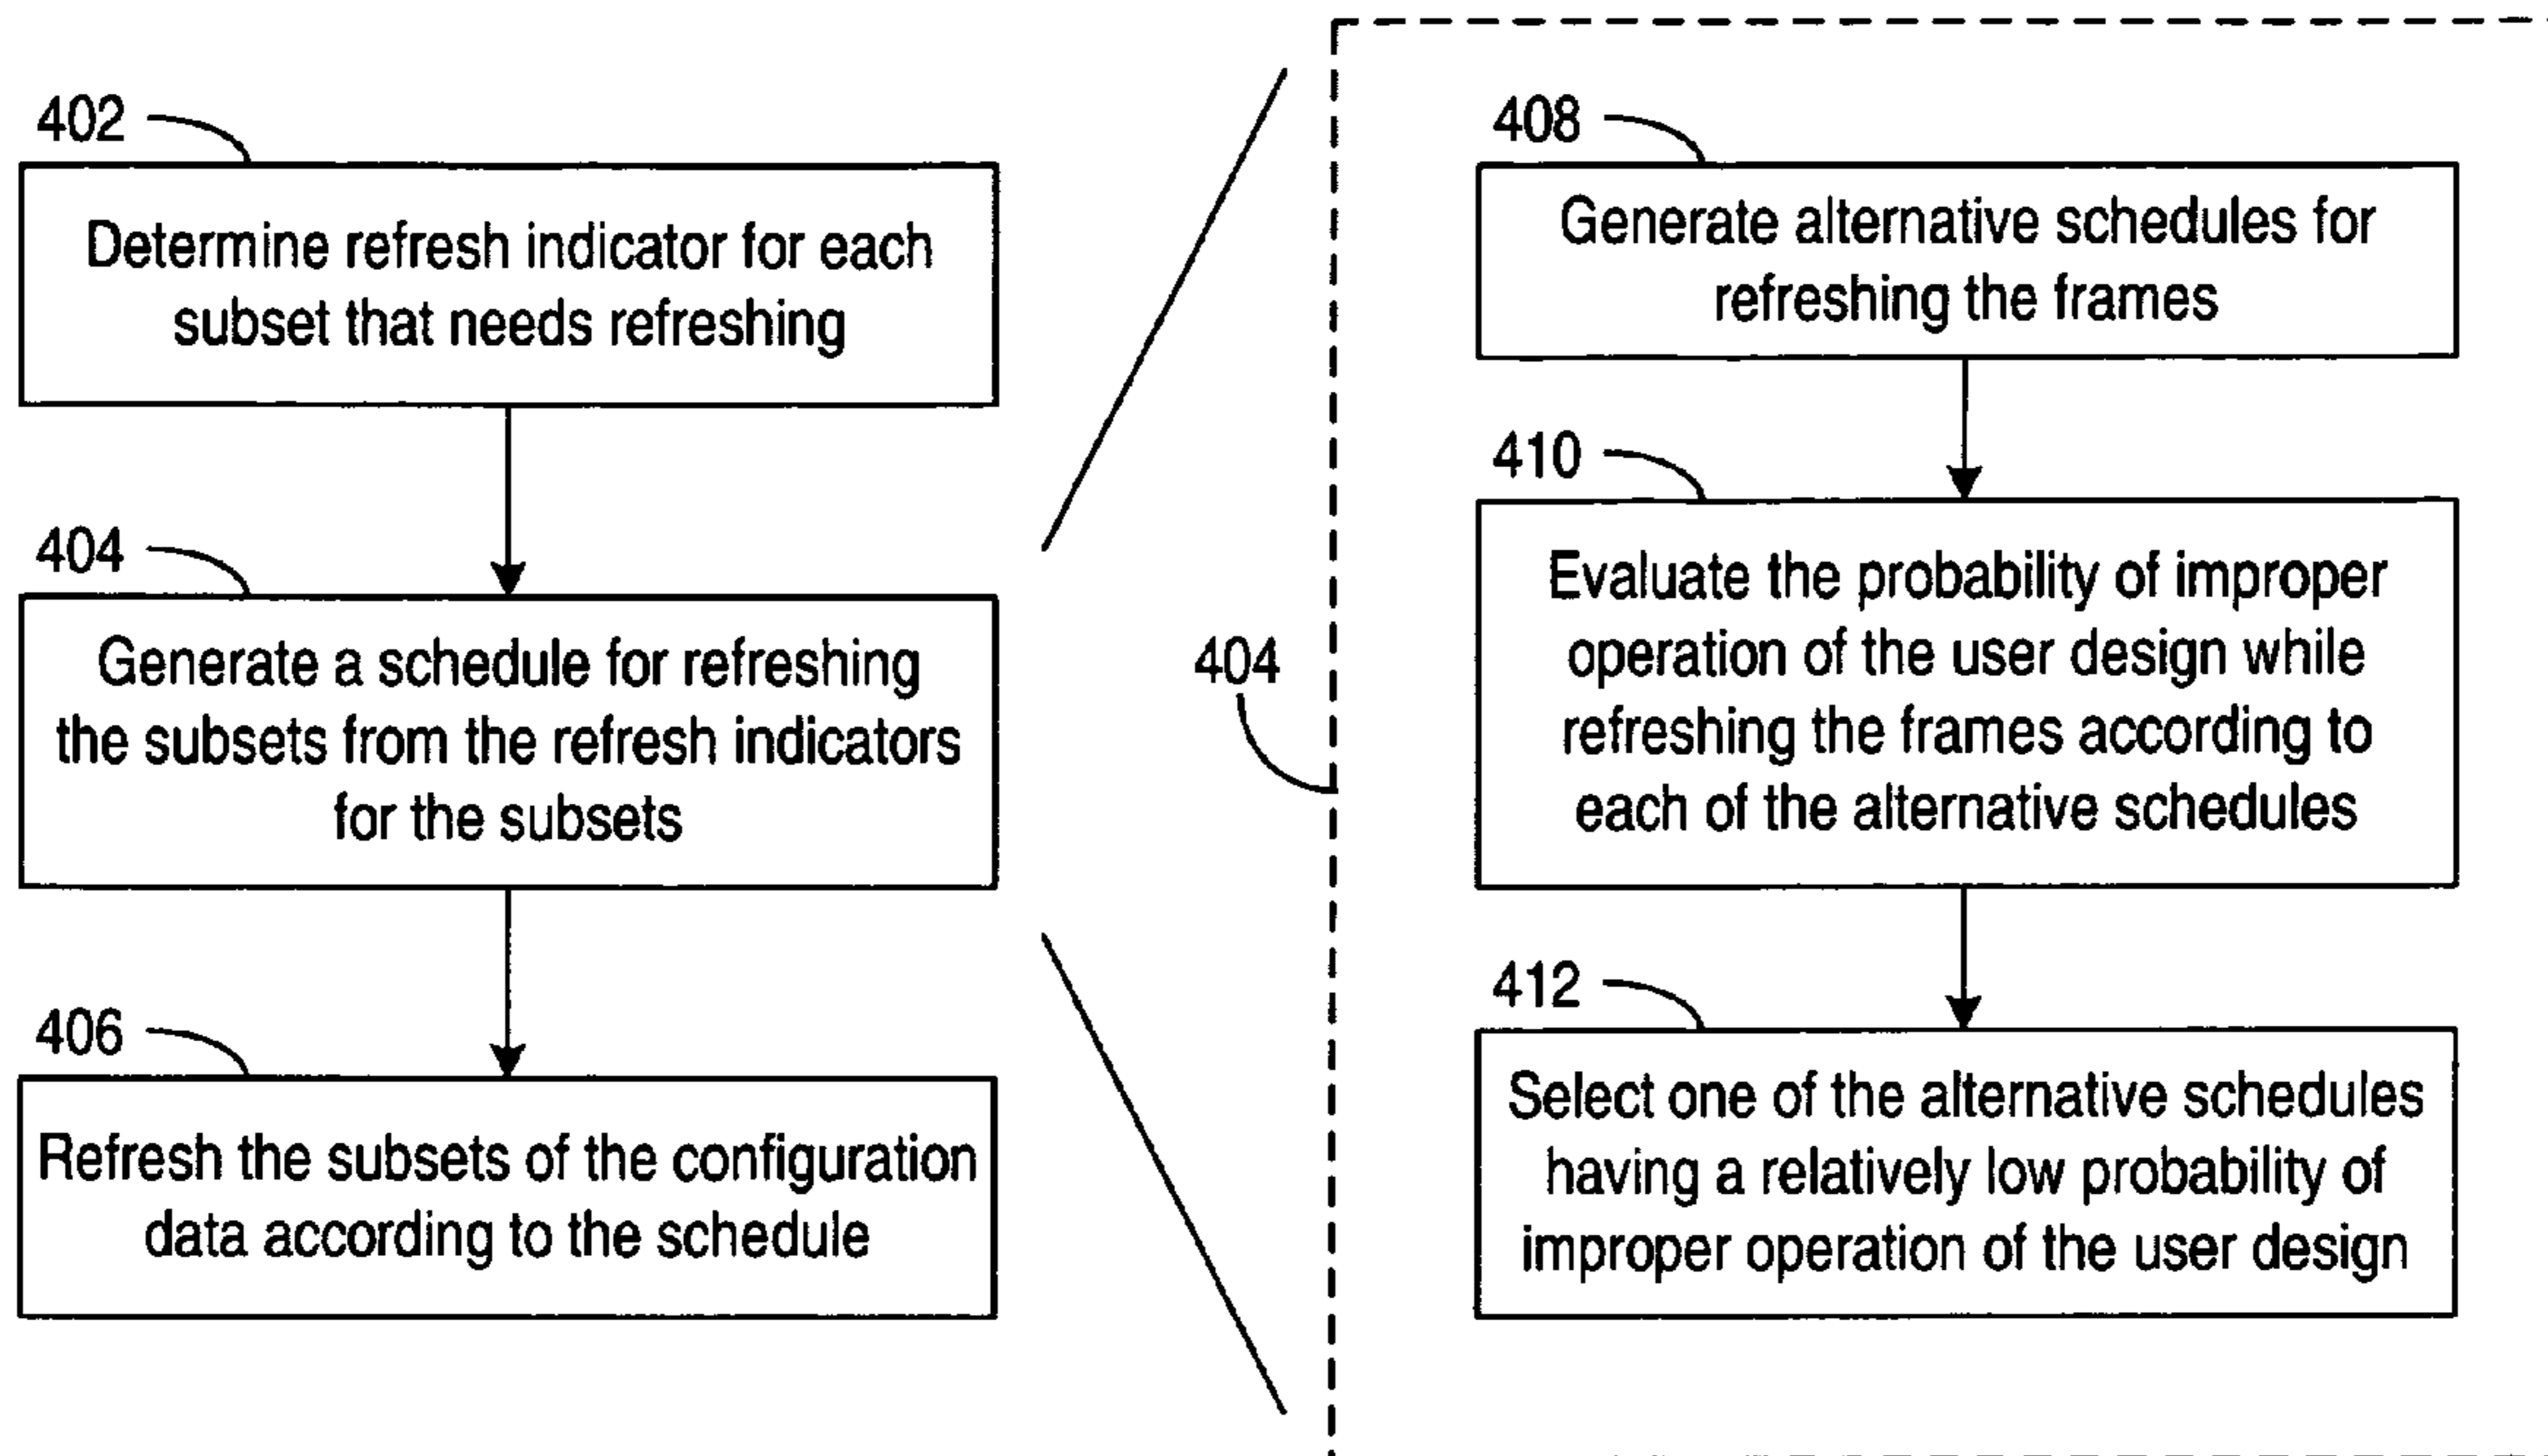 402
Determine refresh indicator for each
subset that needs refreshing
404
Generate a schedule for refreshing
the subsets from the refresh indicators
for the subsets
406
Refresh the subsets of the configuration
data according to the schedule
404
408
Generate alternative schedules for
refreshing the frames
410
Evaluate the probability of improper
operation of the user design while
refreshing the frames according to
each of the alternative schedules
412
Select one of the alternative schedules
having a relatively low probability of
improper operation of the user design